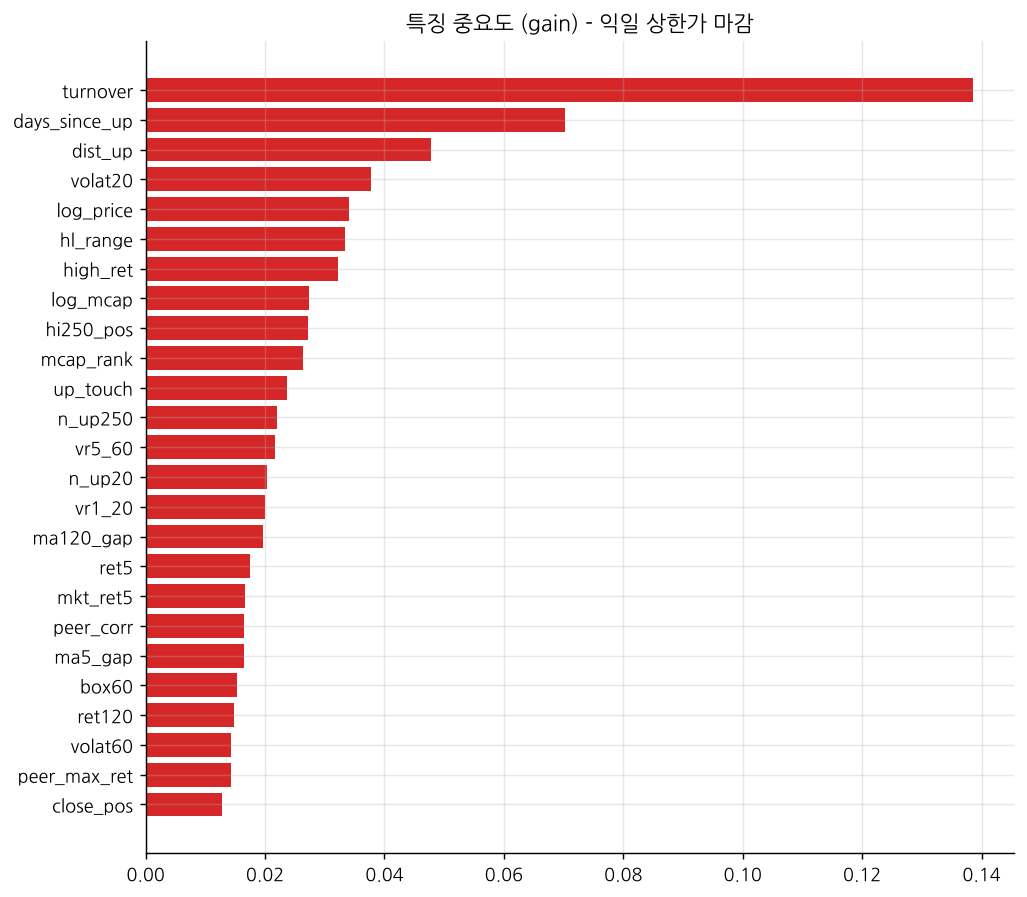 특징 중요도 (gain) - 익일 상한가 마감
turnover
days_since_up
dist_up
volat20
log_price
hl_range
high_ret
log_mcap
hi250_pos
mcap_rank
up_touch
n_up250
vr5_60
n_up20
vr1_20
ma120_gap
ret5
mkt_ret5
peer_corr
ma5_gap
box60
ret120
volat60
peer_max_ret
close_pos
0.00 0.02 0.04 0.06 0.08 0.10 0.12 0.14